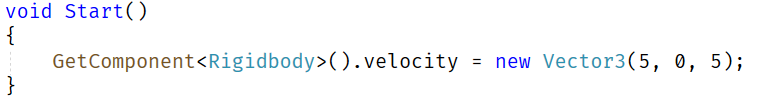 void Start()
{
    GetComponent<Rigidbody>().velocity = new Vector3(5, 0, 5);
}